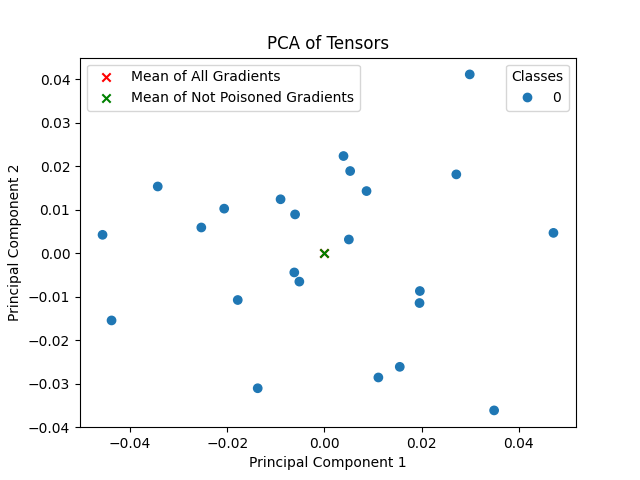 PCA of Tensors
Mean of All Gradients
Mean of Not Poisoned Gradients
Classes
0
0.04
0.03
0.02
0.01
0.00
−0.01
−0.02
−0.03
−0.04
Principal Component 2
−0.04
−0.02
0.00
0.02
0.04
Principal Component 1